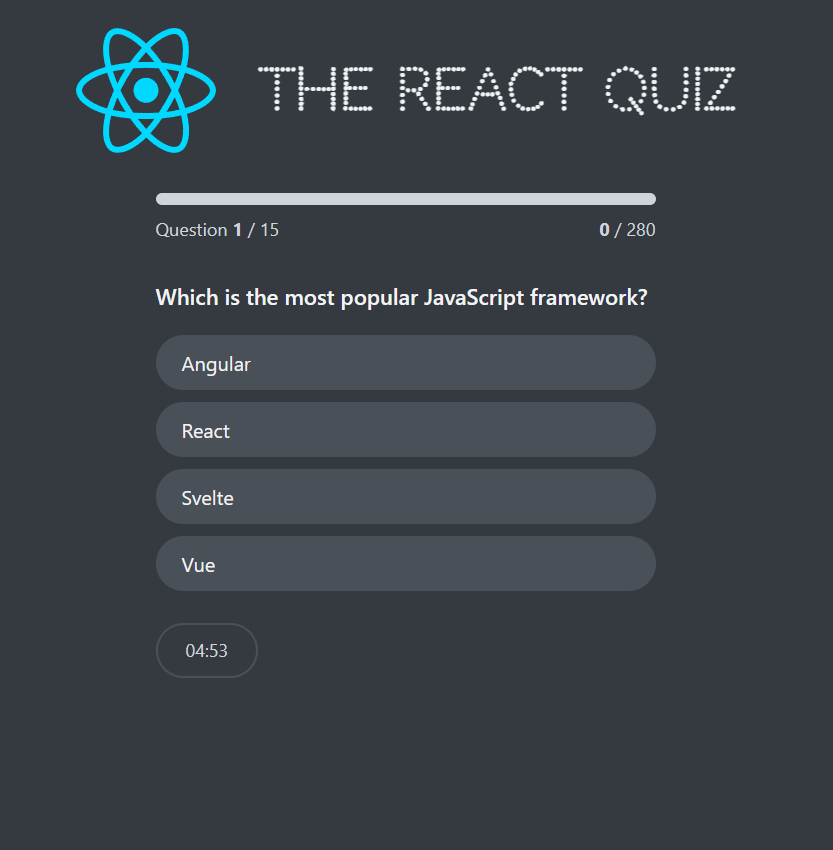 THE REACT QUIZ
Question 1 / 15
0 / 280
Which is the most popular JavaScript framework?
Angular
React
Svelte
Vue
04:53